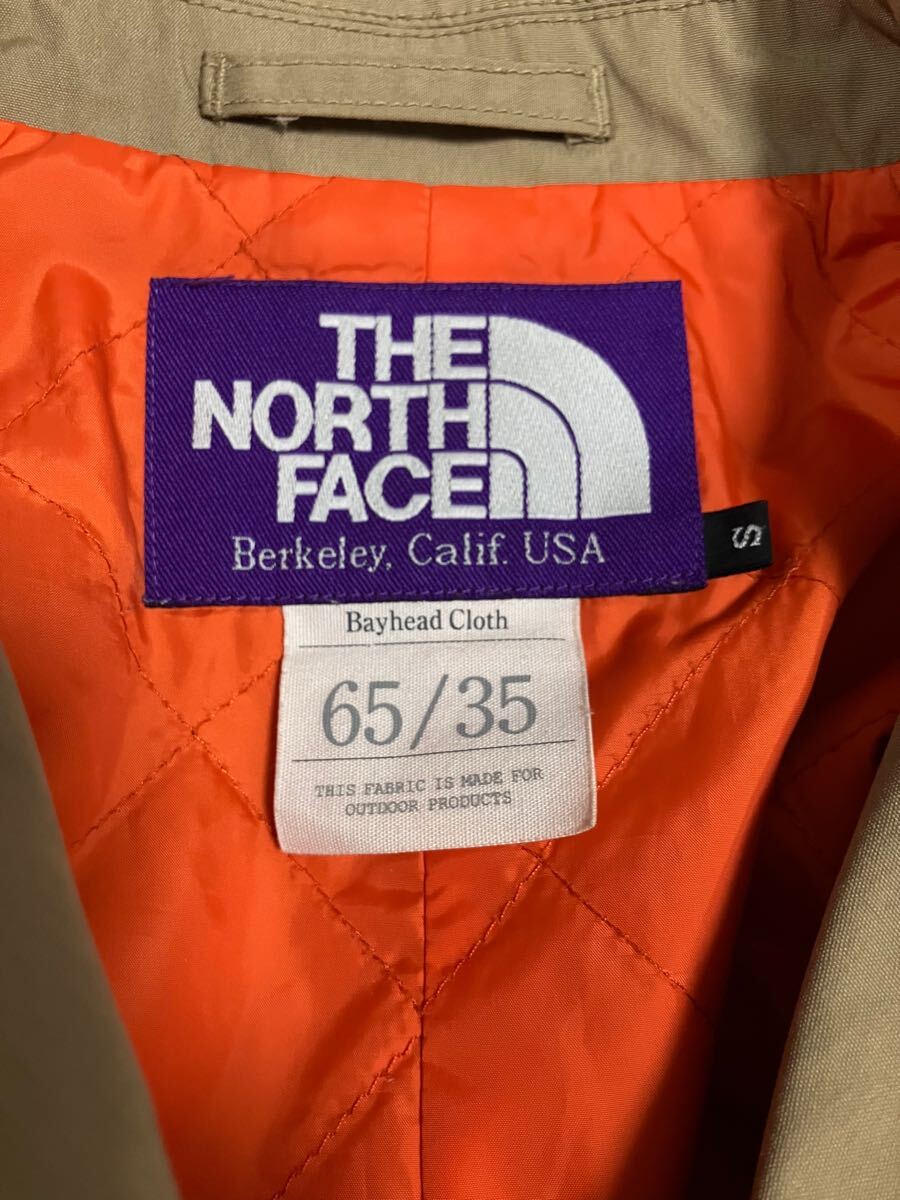 THE
NORTH
FACE
Berkeley, Calif. USA
S
Bayhead Cloth
65/35
THIS FABRIC IS MADE FOR
OUTDOOR PRODUCTS